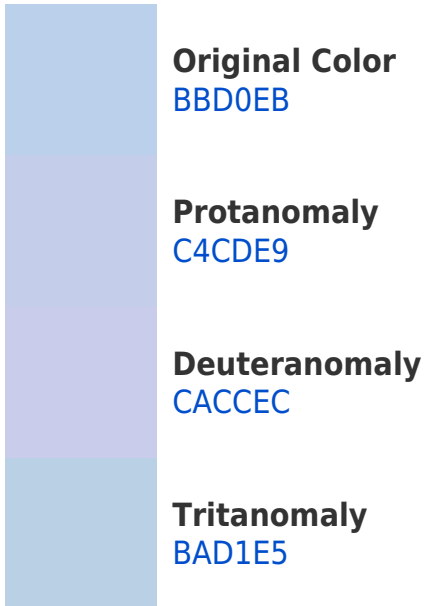 Original Color
BBD0EB
Protanomaly
C4CDE9
Deuteranomaly
CACCEC
Tritanomaly
BAD1E5